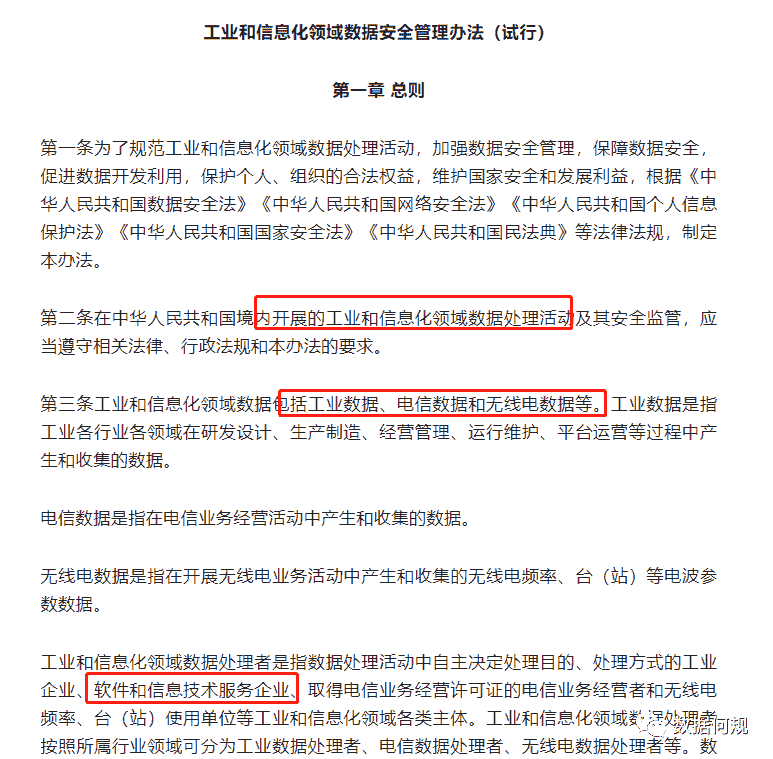 工业和信息化领域数据安全管理办法（试行）
第一章 总则
第一条为了规范工业和信息化领域数据处理活动，加强数据安全管理，保障数据安全，
促进数据开发利用，保护个人、组织的合法权益，维护国家安全和发展利益，根据《中
华人民共和国数据安全法》《中华人民共和国网络安全法》《中华人民共和国个人信息
保护法》《中华人民共和国国家安全法》《中华人民共和国民法典》等法律法规，制定
本办法。
第二条在中华人民共和国境内开展的工业和信息化领域数据处理活动及其安全监管，应
当遵守相关法律、行政法规和本办法的要求。
第三条工业和信息化领域数据包括工业数据、电信数据和无线电数据等。工业数据是指
工业各行业各领域在研发设计、生产制造、经营管理、运行维护、平台运营等过程中产
生和收集的数据。
电信数据是指在电信业务经营活动中产生和收集的数据。
无线电数据是指在开展无线电业务活动中产生和收集的无线电频率、台（站）等电波参
数数据。
工业和信息化领域数据处理者是指数据处理活动中自主决定处理目的、处理方式的工业
企业、软件和信息技术服务企业、取得电信业务经营许可证的电信业务经营者和无线电
频率、台（站）使用单位等工业和信息化领域各类主体。工业和信息化领域数据处理者
按照所属行业领域可分为工业数据处理者、电信数据处理者、无线电数据处理者等。数
数据何规